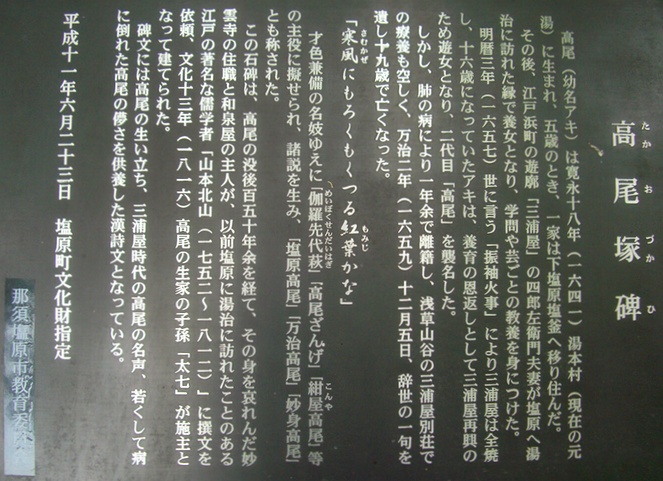 高尾塚碑
たかおづかひ
高尾（幼名アキ）は寛永十八年（一六四一）湯本村（現在の元
湯）に生まれ、五歳のとき、一家は下塩原塩釜へ移り住んだ。
その後、江戸浜町の遊廓「三浦屋」の四郎左衛門夫妻が塩原へ湯
治に訪れた縁で養女となり、学問や芸ごとの教養を身につけた。
明暦三年（一六五七）世に言う「振袖火事」により三浦屋は全焼
し、十六歳になっていたアキは、養育の恩返しとして三浦屋再興の
ため遊女となり、二代目「高尾」を襲名した。
しかし、肺の病により一年余で離籍し、浅草山谷の三浦屋別荘で
の療養も空しく、万治二年（一六五九）十二月五日、辞世の一句を
遺し十九歳で亡くなった。
「寒風にもろくもくつる紅葉かな」
さむかぜ
もみじ
才色兼備の名妓ゆえに「伽羅先代萩」「高尾ざんげ」「紺屋高尾」等
めいぼくせんだいはぎ
こんや
の主役に擬せられ、諸説を生み、「塩原高尾」「万治高尾」「妙身高尾」
とも称された。
この石碑は、高尾の没後百五十年余を経て、その身を哀れんだ妙
雲寺の住職と和泉屋の主人が、以前塩原に湯治に訪れたことのある
江戸の著名な儒学者「山本北山（一七五二～一八一二）」に撰文を
依頼、文化十三年（一八一六）高尾の生家の子孫「太七」が施主と
なって建てられた。
碑文には高尾の生い立ち、三浦屋時代の高尾の名声、若くして病
に倒れた高尾の儚さを供養した漢詩文となっている。
平成十一年六月二十三日　塩原町文化財指定
那須塩原市教育委